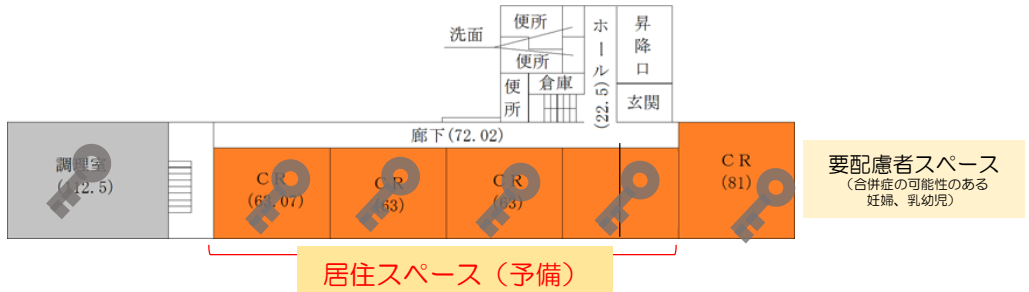 便所
洗面
便所
便所
倉庫
ホール(22.5)
昇降口
玄関
廊下(72.02)
調理室
(112.5)
CR
(63.07)
CR
(63)
CR
(63)
CR
(81)
要配慮者スペース
(合併症の可能性のある
妊婦、乳幼児)
居住スペース(予備)